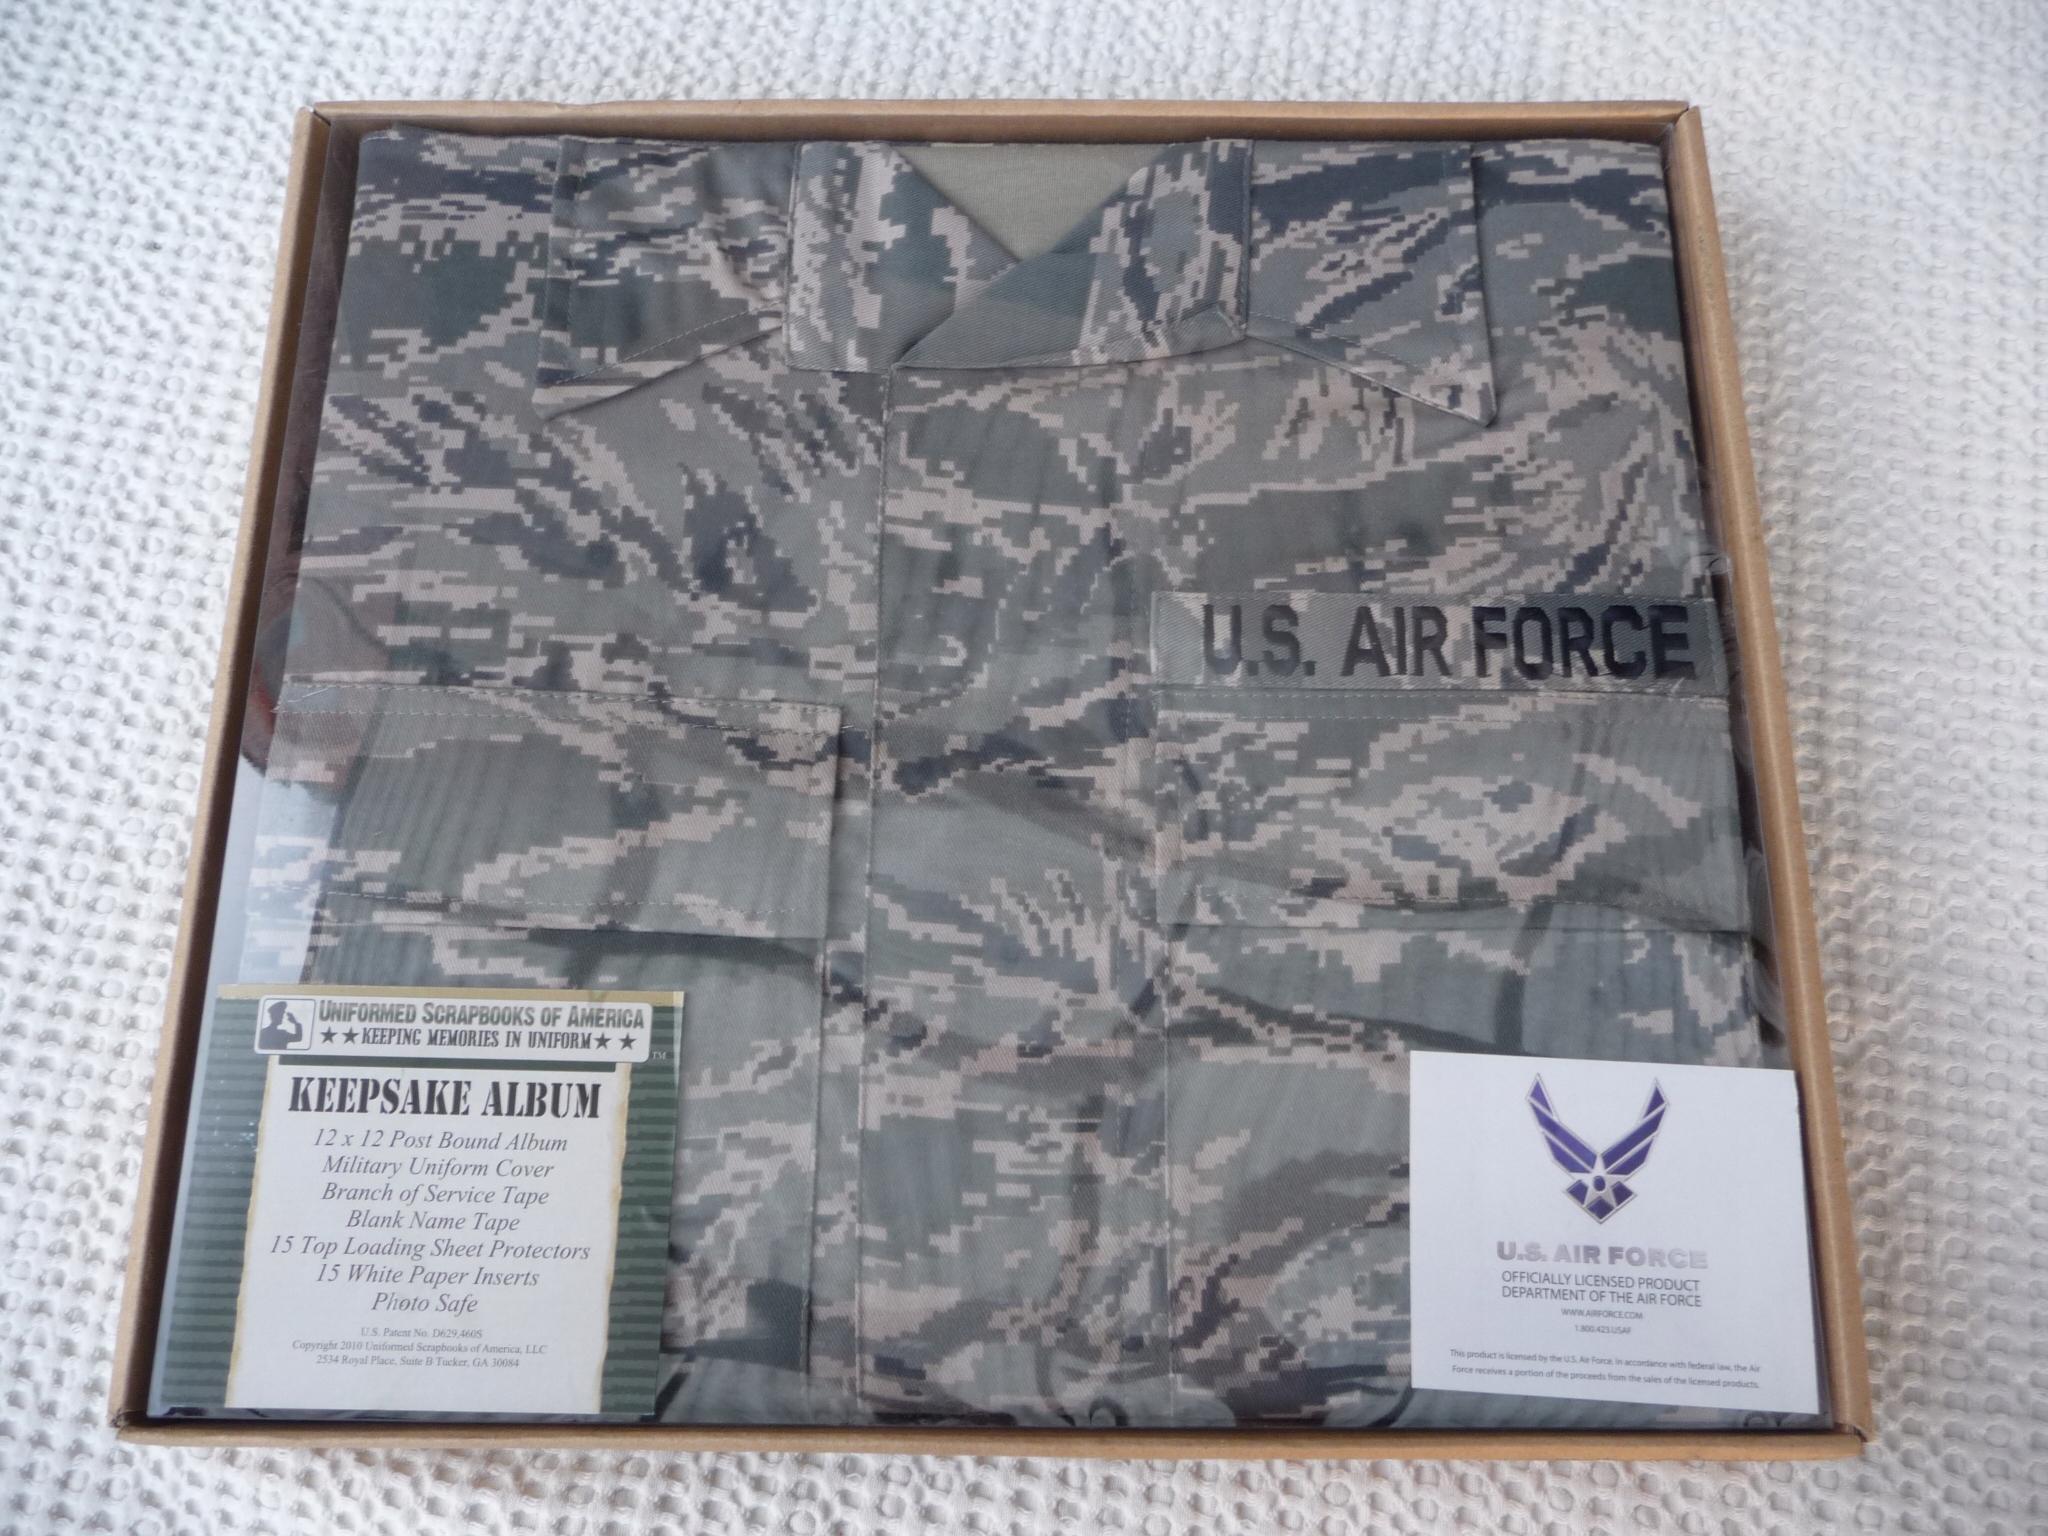 U.S. AIR FORCE
UNIFORMED SCRAPBOOKS OF AMERICA
★★KEEPING MEMORIES IN UNIFORM★★
TM
KEEPSAKE ALBUM
12 x 12 Post Bound Album
Military Uniform Cover
Branch of Service Tape
Blank Name Tape
15 Top Loading Sheet Protectors
15 White Paper Inserts
Photo Safe
U.S. Patent No. D629,460S
Copyright 2010 Uniformed Scrapbooks of America, LLC
2534 Royal Place, Suite B Tucker, GA 30084
U.S. AIR FORCE
OFFICIALLY LICENSED PRODUCT
DEPARTMENT OF THE AIR FORCE
WWW.AIRFORCE.COM
1.800.423.USAF
This product is licensed by the U.S. Air Force. In accordance with federal law, the Air
Force receives a portion of the proceeds from the sales of the licensed products.